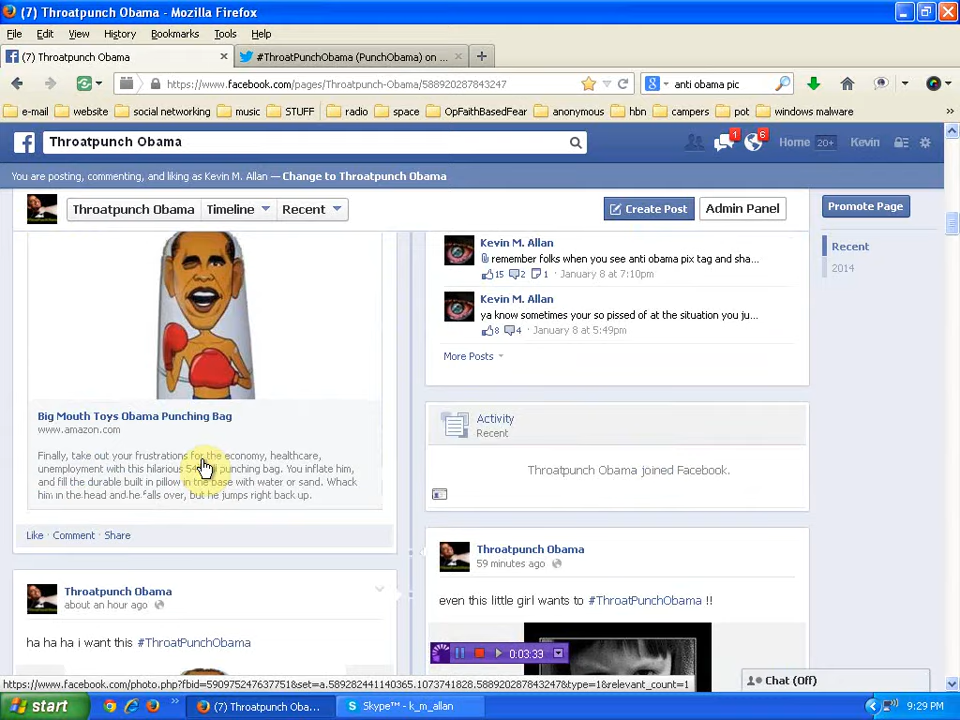 (7) Throatpunch Obama - Mozilla Firefox
File Edit View History Bookmarks Tools Help
(7) Throatpunch Obama
#ThroatPunchObama (PunchObama) on ...
https://www.facebook.com/pages/Throatpunch-Obama/588920287843247
anti obama pic
e-mail website social networking music STUFF radio space OpFaithBasedFear anonymous hbn campers pot windows malware
Throatpunch Obama
1 6 Home 20+ Kevin
You are posting, commenting, and liking as Kevin M. Allan — Change to Throatpunch Obama
Throatpunch Obama Timeline Recent
Create Post Admin Panel
Promote Page
Recent
2014
Big Mouth Toys Obama Punching Bag
www.amazon.com
Finally, take out your frustrations for the economy, healthcare,
unemployment with this hilarious punching bag. You inflate him,
and fill the durable built in pillow in the base with water or sand. Whack
him in the head and he falls over, but he jumps right back up.
Like · Comment · Share
Throatpunch Obama
about an hour ago
ha ha ha i want this #ThroatPunchObama
Kevin M. Allan
remember folks when you see anti obama pix tag and sha...
15 2 1 · January 8 at 7:10pm
Kevin M. Allan
ya know sometimes your so pissed of at the situation you ju...
8 4 · January 8 at 5:49pm
More Posts
Activity
Recent
Throatpunch Obama joined Facebook.
Throatpunch Obama
59 minutes ago
even this little girl wants to #ThroatPunchObama !!
0:03:33
Chat (Off)
https://www.facebook.com/photo.php?fbid=590975247637751&set=a.589282441140365.1073741828.588920287843247&type=1&relevant_count=1
start
(7) Throatpunch Oba...
Skype™ - k_m_allan
9:29 PM